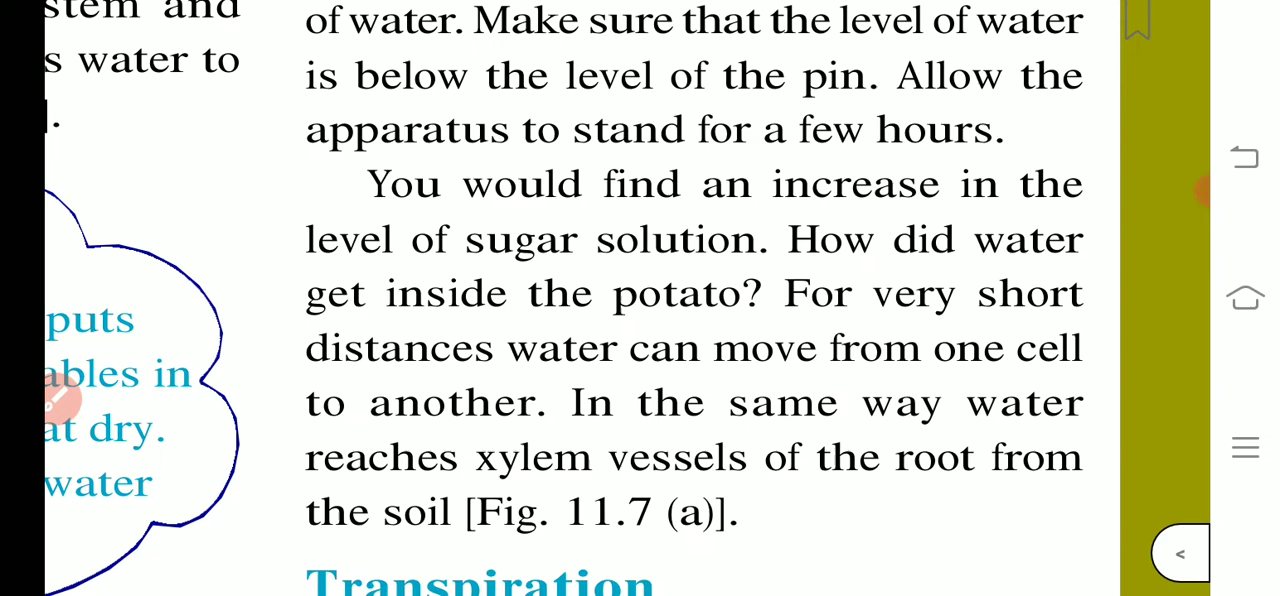 stem and
s water to
].
puts
ables in
at dry.
water
of water. Make sure that the level of water
is below the level of the pin. Allow the
apparatus to stand for a few hours.
You would find an increase in the
level of sugar solution. How did water
get inside the potato? For very short
distances water can move from one cell
to another. In the same way water
reaches xylem vessels of the root from
the soil [Fig. 11.7 (a)].
Transpiration